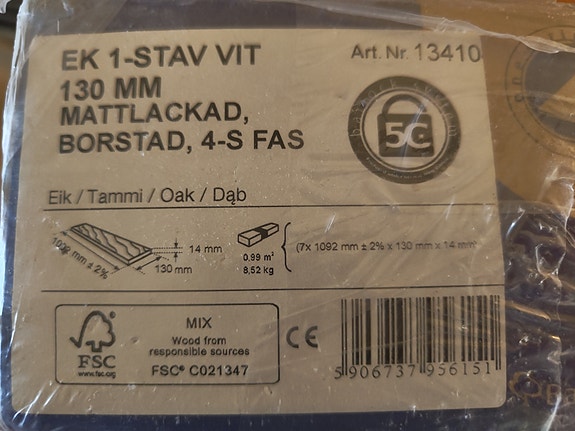 EK 1-STAV VIT
130 MM
MATTLACKAD,
BORSTAD, 4-S FAS
Art. Nr. 13410
5G
Eik / Tammi / Oak / Dąb
1092 mm ± 2%
130 mm
14 mm
0.99 m²
8,52 kg
(7x 1092 mm ± 2% x 130 mm x 14 mm
FSC
www.fsc.org
MIX
Wood from
responsible sources
FSC® C021347
CE
5 906737 956151